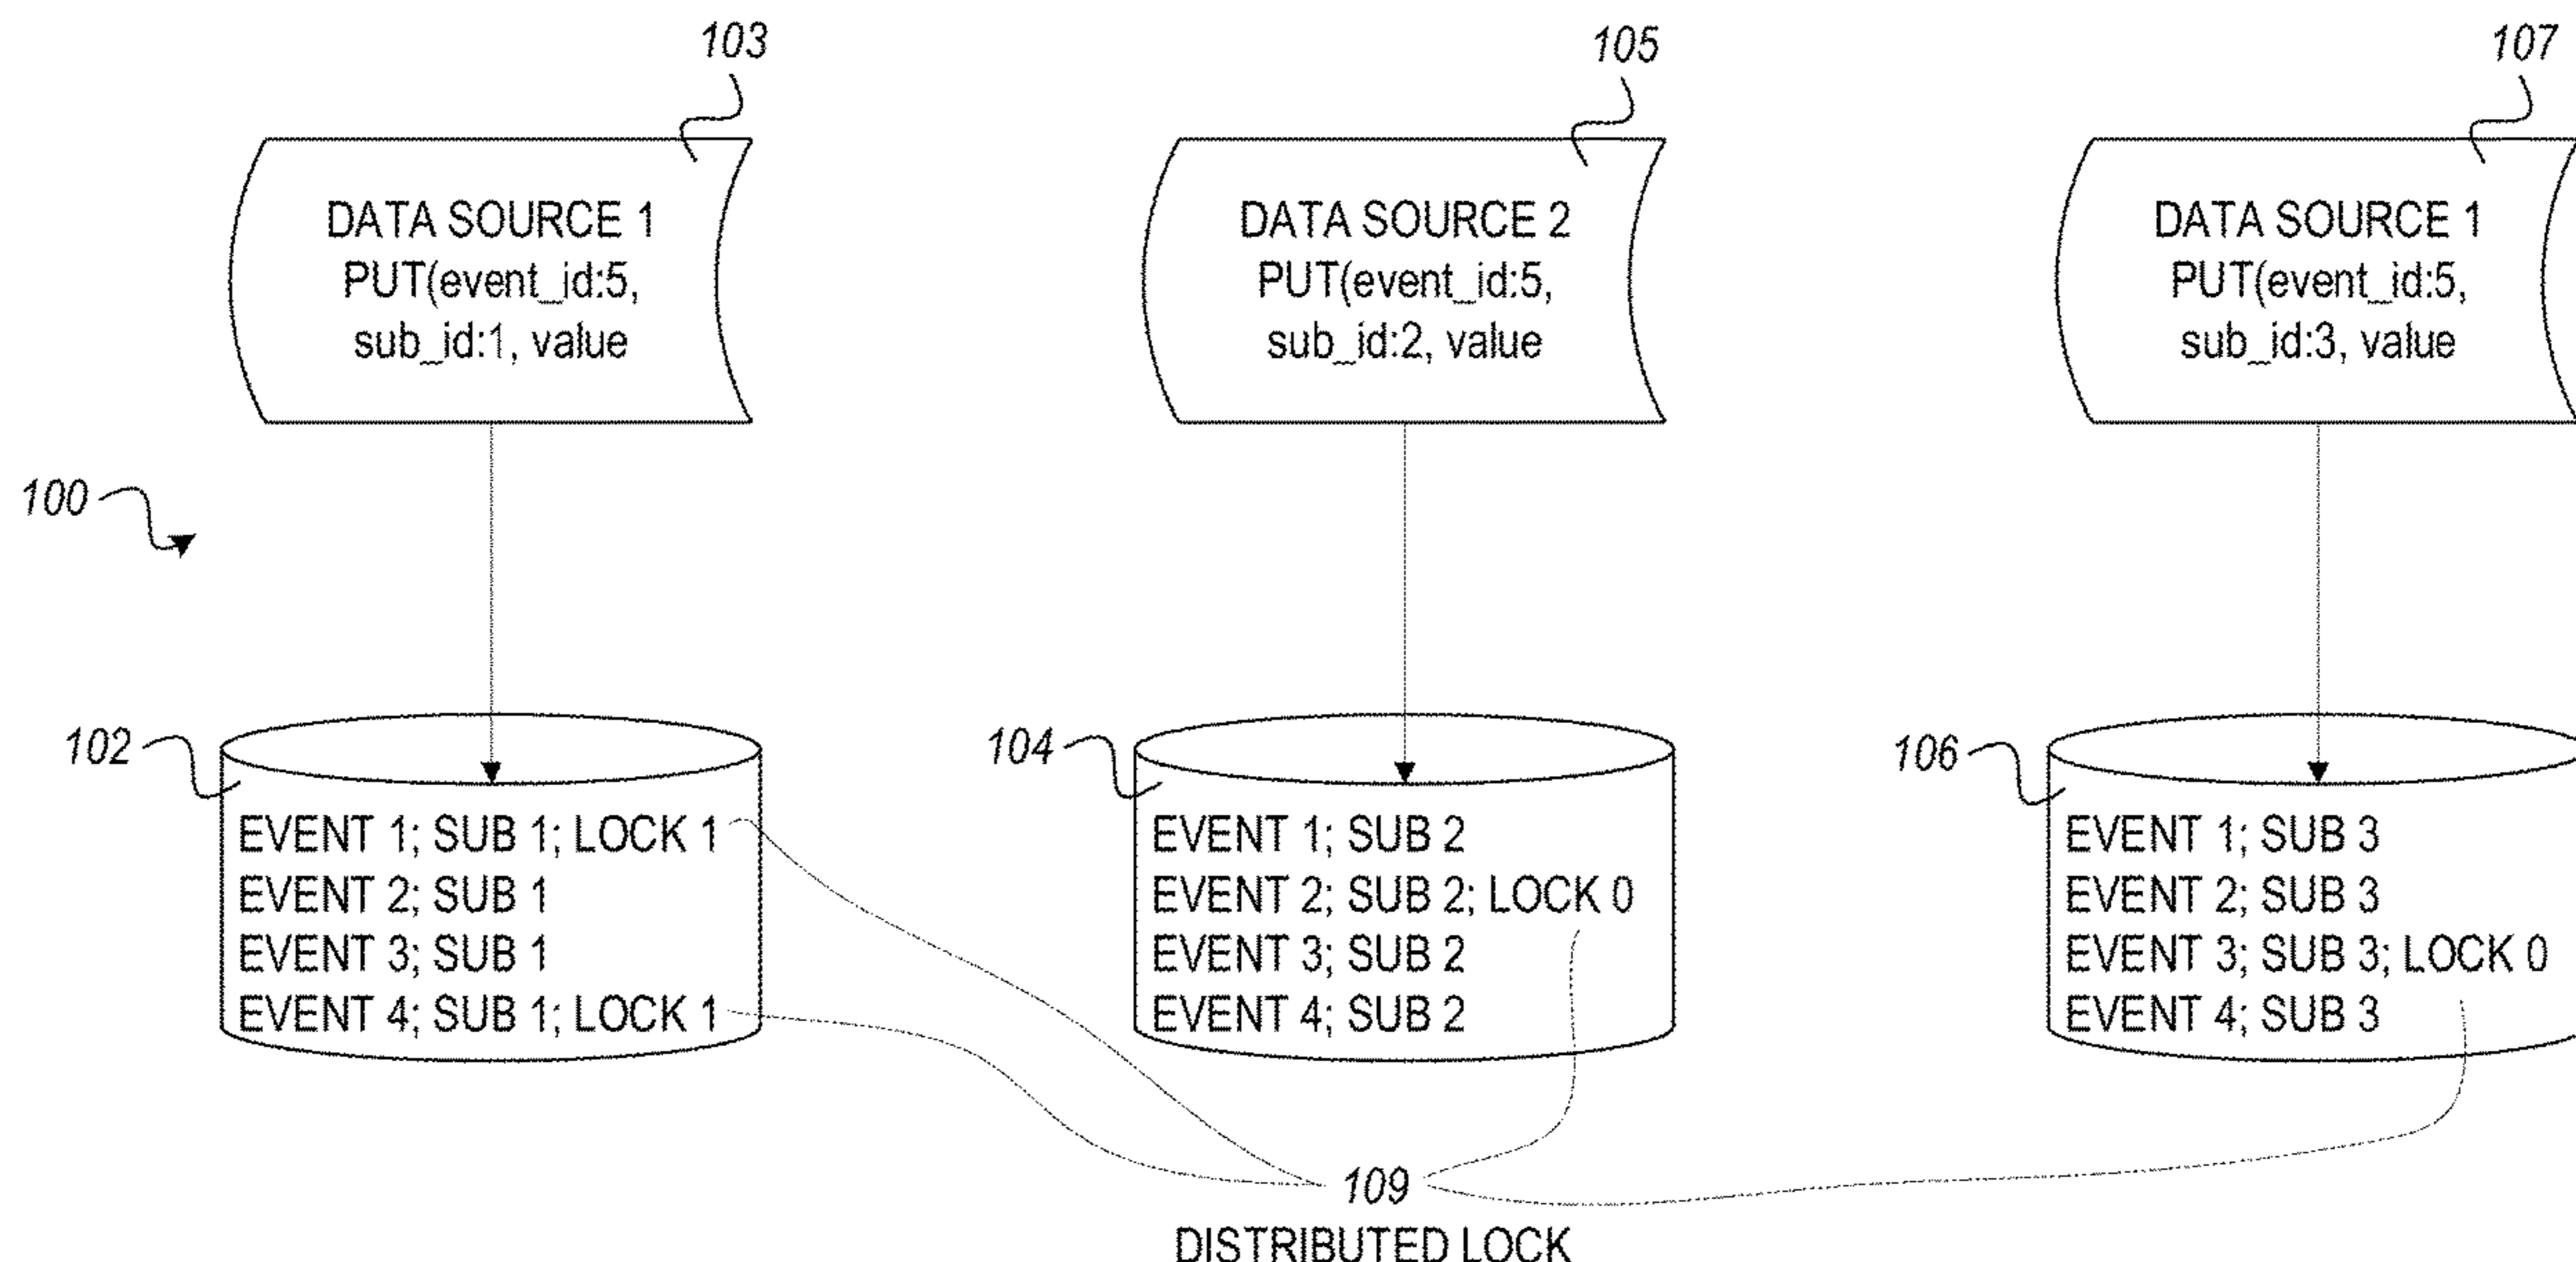 103
105
107
DATA SOURCE 1
PUT(event_id:5,
sub_id:1, value
DATA SOURCE 2
PUT(event_id:5,
sub_id:2, value
DATA SOURCE 1
PUT(event_id:5,
sub_id:3, value
100
102
EVENT 1; SUB 1; LOCK 1
EVENT 2; SUB 1
EVENT 3; SUB 1
EVENT 4; SUB 1; LOCK 1
104
EVENT 1; SUB 2
EVENT 2; SUB 2; LOCK 0
EVENT 3; SUB 2
EVENT 4; SUB 2
106
EVENT 1; SUB 3
EVENT 2; SUB 3
EVENT 3; SUB 3; LOCK 0
EVENT 4; SUB 3
109
DISTRIBUTED LOCK